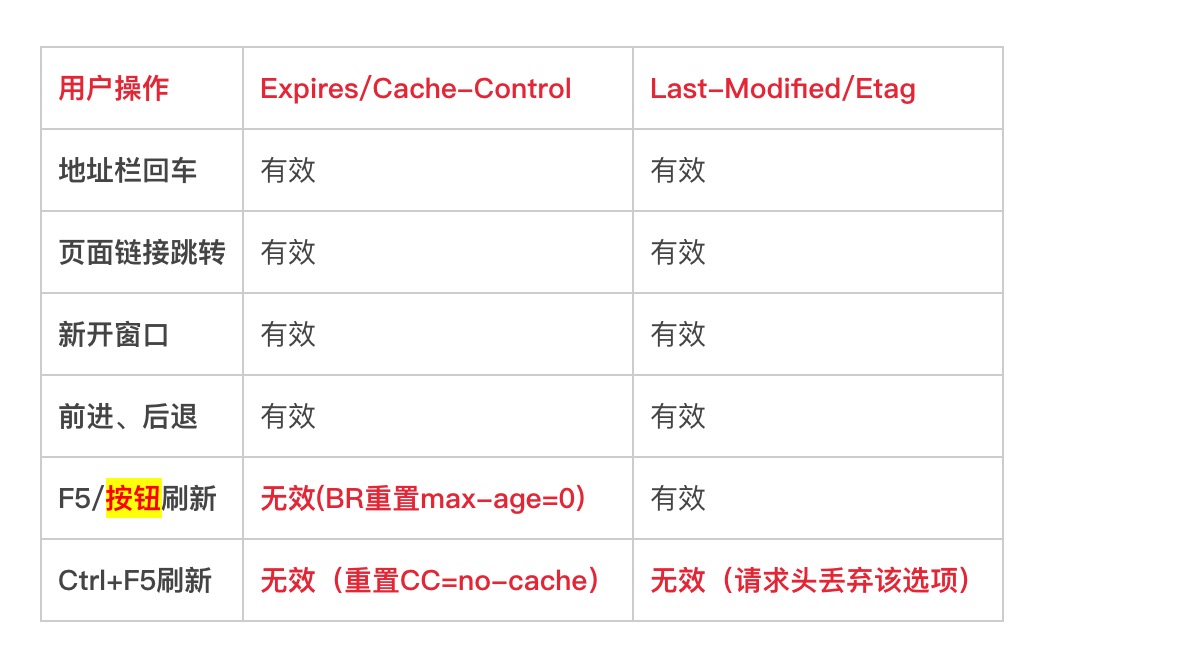 用户操作 Expires/Cache-Control Last-Modified/Etag
地址栏回车 有效 有效
页面链接跳转 有效 有效
新开窗口 有效 有效
前进、后退 有效 有效
F5/按钮刷新 无效(BR重置max-age=0) 有效
Ctrl+F5刷新 无效（重置CC=no-cache） 无效（请求头丢弃该选项）